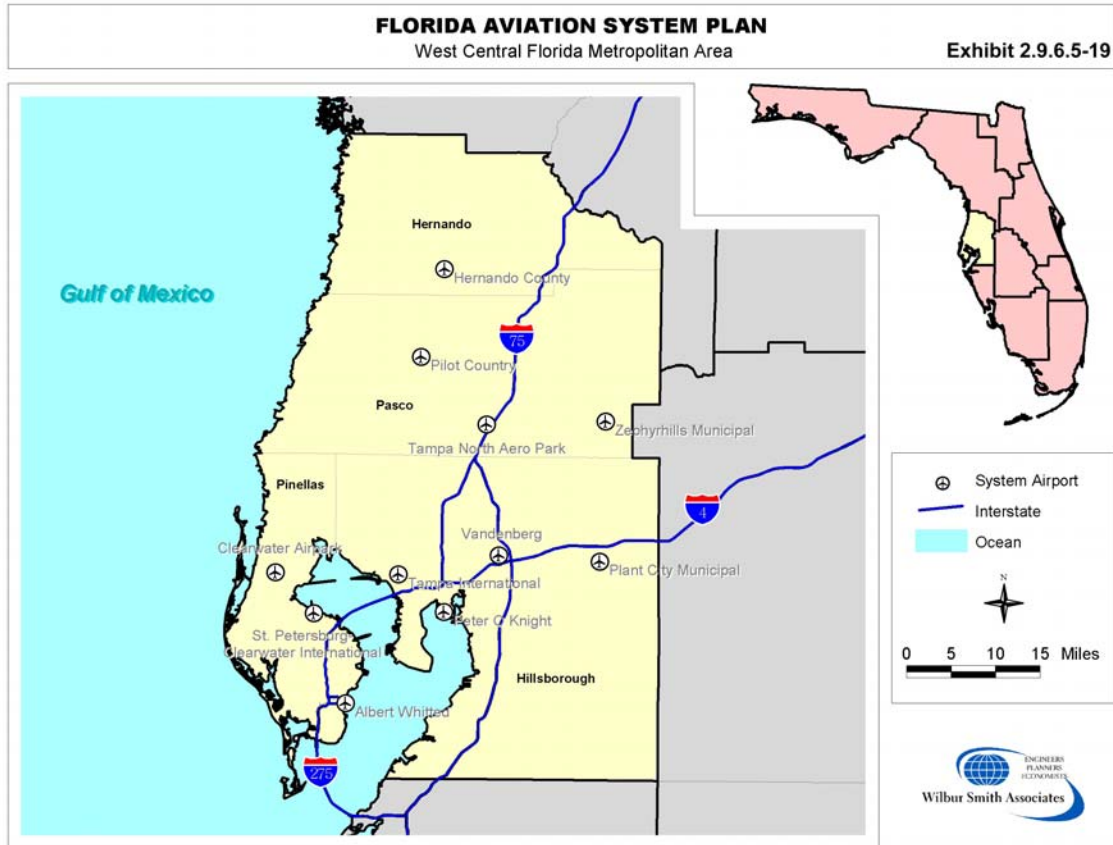 FLORIDA AVIATION SYSTEM PLAN
West Central Florida Metropolitan Area
Exhibit 2.9.6.5-19
Hernando
Hernando County
Gulf of Mexico
75
Pilot Country
Pasco
Zephyrhills Municipal
Tampa North Aero Park
Pinellas
4
Vandenberg
Clearwater Airpark
Plant City Municipal
Tampa International
Peter O Knight
St. Petersburg-
Clearwater International
Hillsborough
Albert Whitted
275
System Airport
Interstate
Ocean
N
0 5 10 15 Miles
ENGINEERS
PLANNERS
ECONOMISTS
Wilbur Smith Associates